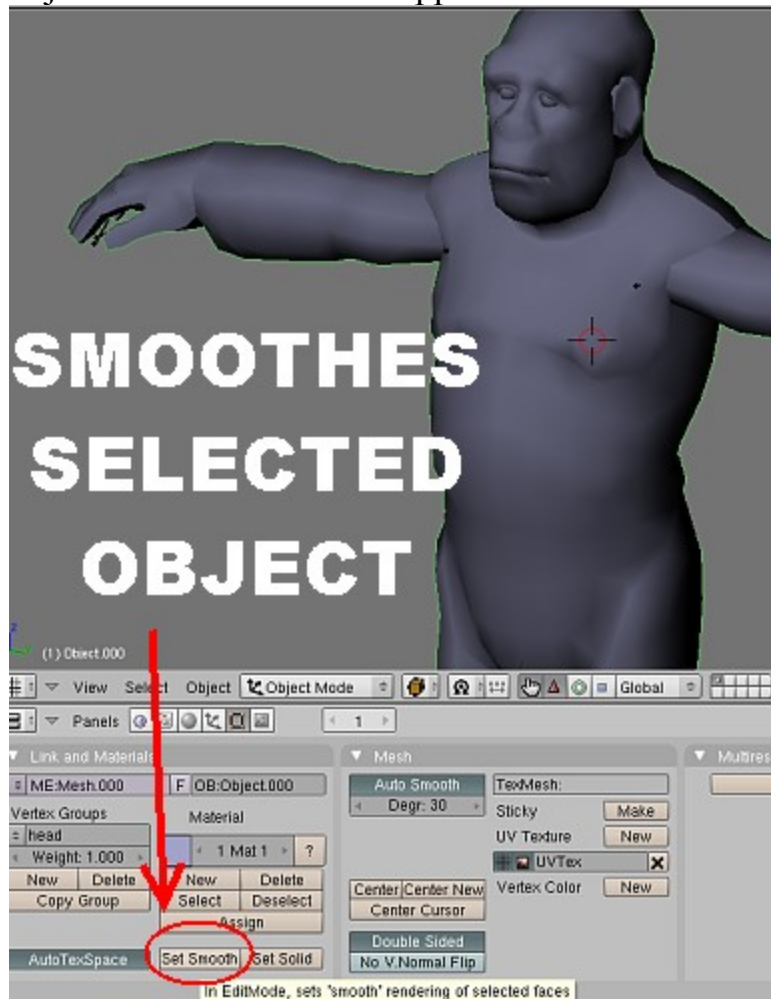 SMOOTHES
SELECTED
OBJECT
z
(1) Object.000
View Select Object Object Mode Global
Panels 1
Link and Materials Mesh Multires
ME:Mesh.000 F OB:Object.000 Auto Smooth TexMesh:
Degr: 30 Sticky Make
Vertex Groups Material
head UV Texture New
Weight: 1.000 1 Mat 1 ? UVTex
New Delete New Delete
Copy Group Select Deselect Center Center New Vertex Color New
Assign Center Cursor
Double Sided
AutoTexSpace Set Smooth Set Solid No V.Normal Flip
In EditMode, sets 'smooth' rendering of selected faces